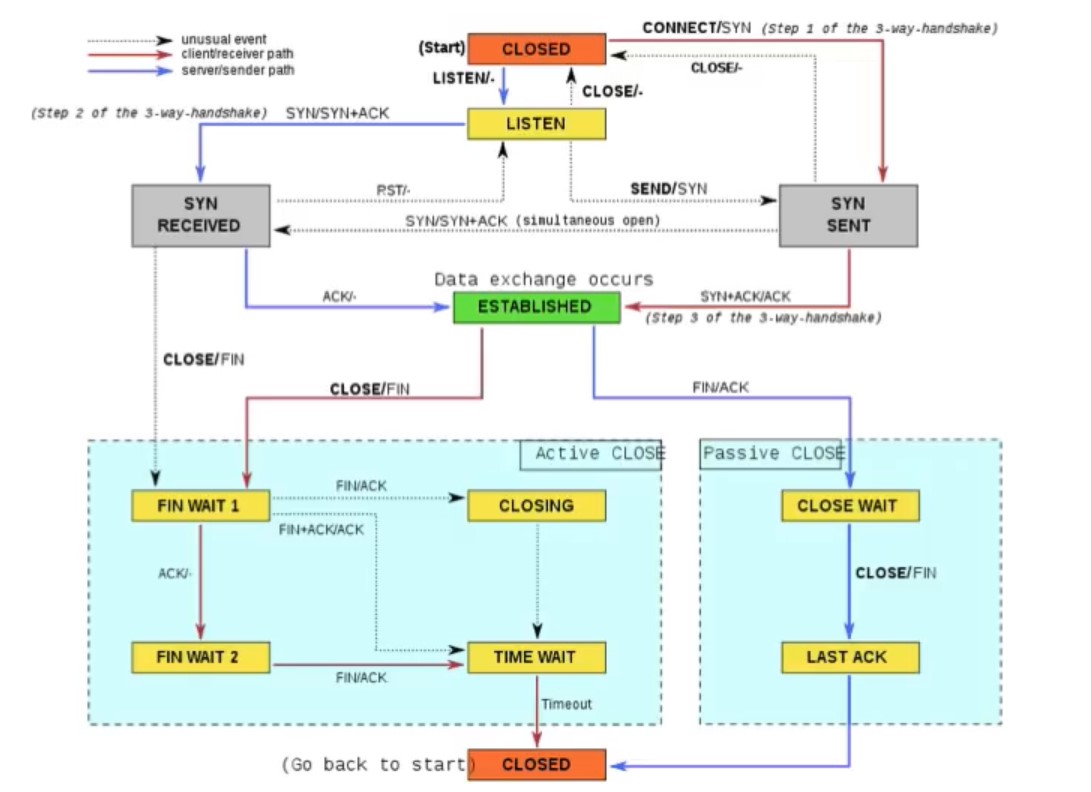 unusual event
client/receiver path
server/sender path
(Start)
CLOSED
CONNECT/SYN (Step 1 of the 3-way-handshake)
CLOSE/-
LISTEN/-
CLOSE/-
(Step 2 of the 3-way-handshake)
SYN/SYN+ACK
LISTEN
RST/-
SEND/SYN
SYN
RECEIVED
SYN
SENT
SYN/SYN+ACK (simultaneous open)
Data exchange occurs
ACK/-
ESTABLISHED
SYN+ACK/ACK
(Step 3 of the 3-way-handshake)
CLOSE/FIN
CLOSE/FIN
FIN/ACK
Active CLOSE
Passive CLOSE
FIN WAIT 1
FIN/ACK
CLOSING
CLOSE WAIT
FIN+ACK/ACK
ACK/-
CLOSE/FIN
FIN WAIT 2
TIME WAIT
LAST ACK
FIN/ACK
Timeout
(Go back to start)
CLOSED